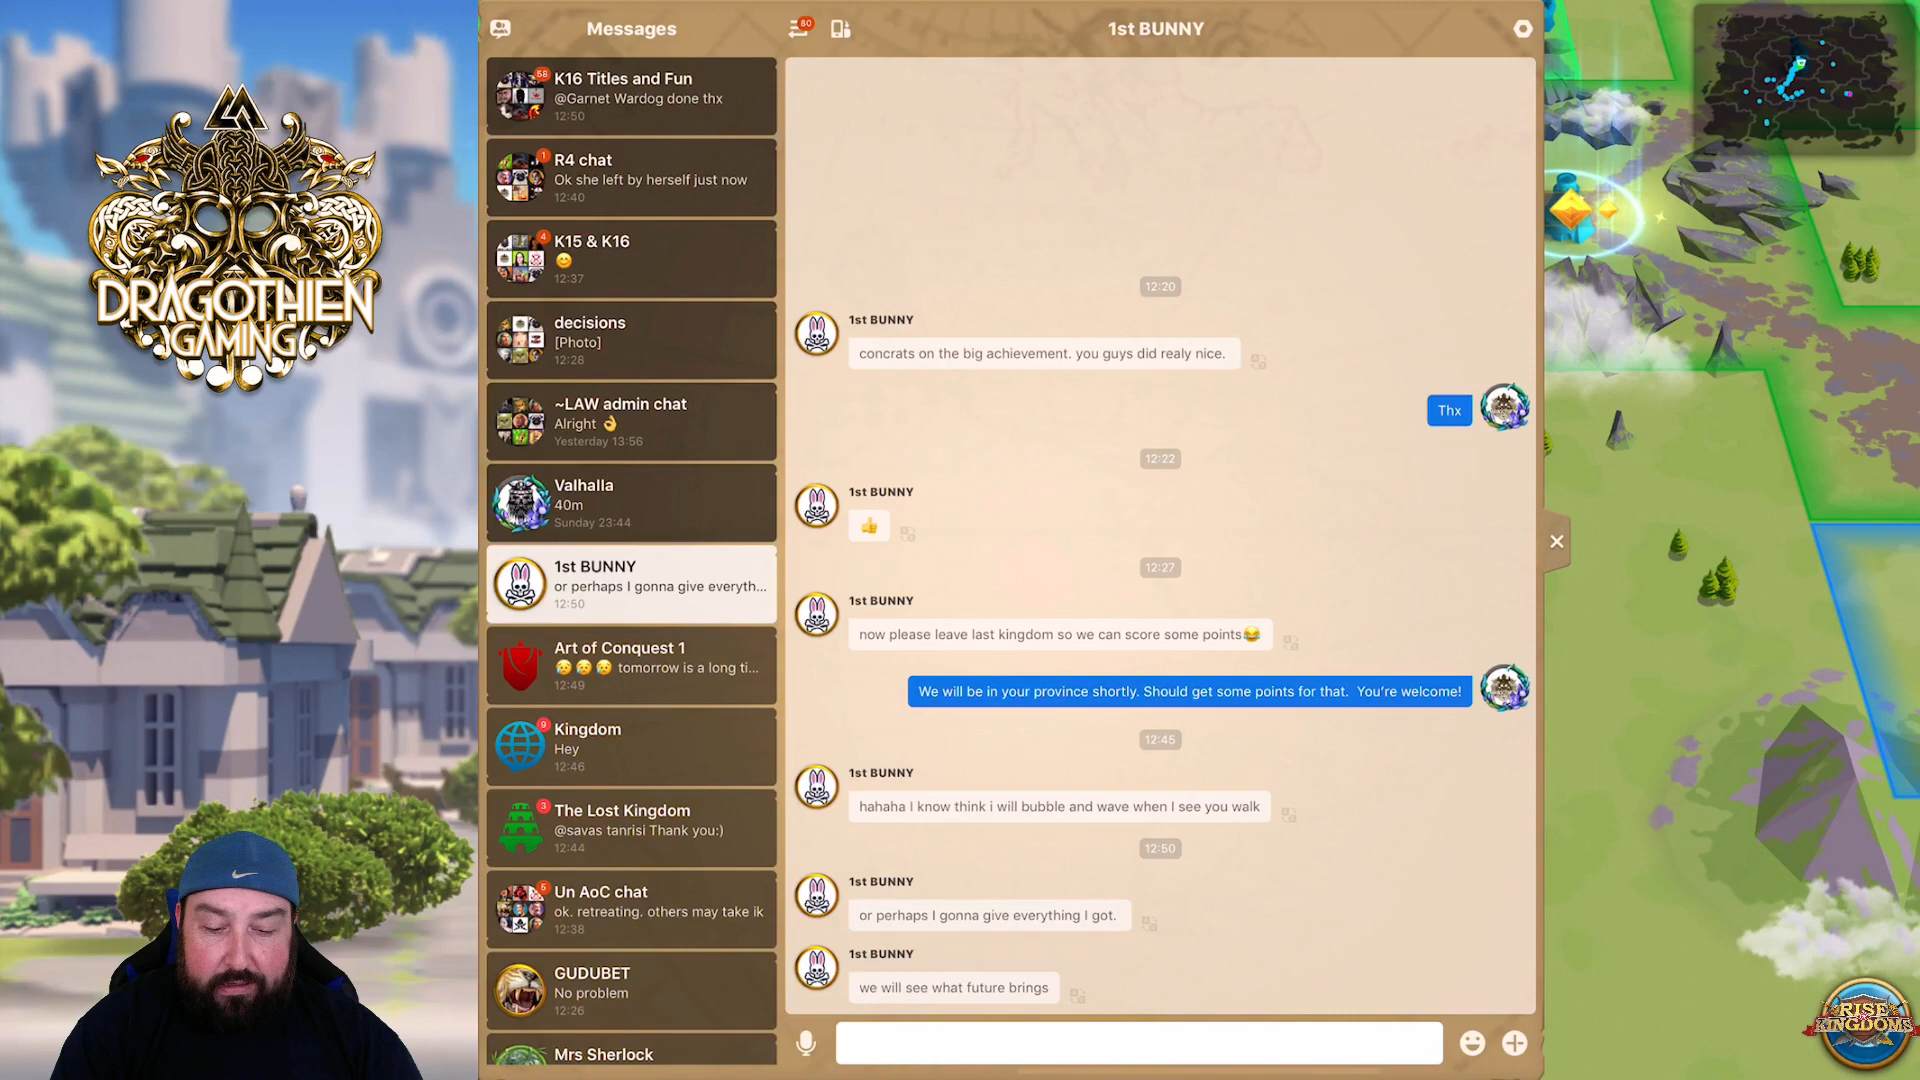 DRAGOTHIEN
GAMING
Messages
58
K16 Titles and Fun
@Garnet Wardog done thx
12:50
1
R4 chat
Ok she left by herself just now
12:40
4
K15 & K16
😊
12:37
decisions
[Photo]
12:28
~LAW admin chat
Alright 👌
Yesterday 13:56
Valhalla
40m
Sunday 23:44
1st BUNNY
or perhaps I gonna give everyth...
12:50
Art of Conquest 1
😥😥😥 tomorrow is a long ti...
12:49
9
Kingdom
Hey
12:46
3
The Lost Kingdom
@savas tanrisi Thank you:)
12:44
Un AoC chat
ok. retreating. others may take ik
12:38
GUDUBET
No problem
12:26
Mrs Sherlock
80
1st BUNNY
12:20
1st BUNNY
concrats on the big achievement. you guys did realy nice.
Thx
12:22
1st BUNNY
👍
12:27
1st BUNNY
now please leave last kingdom so we can score some points😂
We will be in your province shortly. Should get some points for that.  You're welcome!
12:45
1st BUNNY
hahaha I know think i will bubble and wave when I see you walk
12:50
1st BUNNY
or perhaps I gonna give everything I got.
1st BUNNY
we will see what future brings
RISE
KINGDOMS